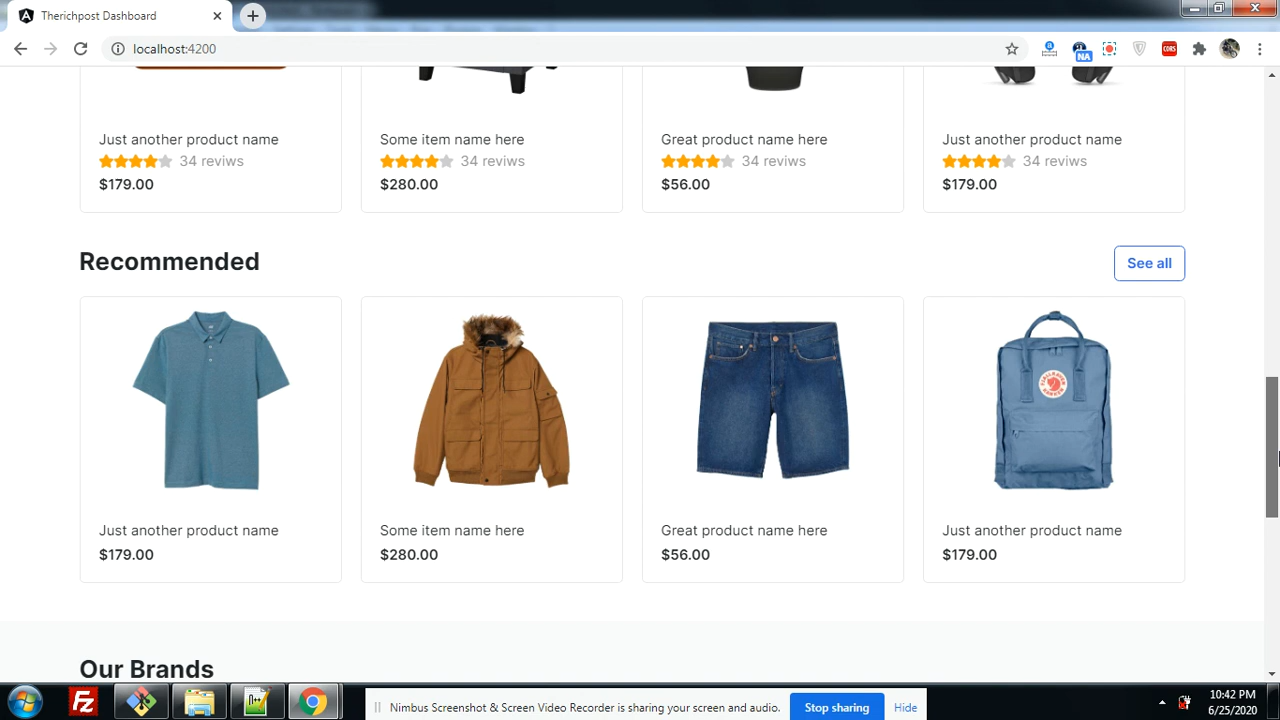 Therichpost Dashboard
localhost:4200
NA
CORS
Just another product name
34 reviws
$179.00
Some item name here
34 reviws
$280.00
Great product name here
34 reviws
$56.00
Just another product name
34 reviws
$179.00
Recommended
See all
Just another product name
$179.00
Some item name here
$280.00
Great product name here
$56.00
Just another product name
$179.00
Our Brands
Nimbus Screenshot & Screen Video Recorder is sharing your screen and audio.
Stop sharing
Hide
10:42 PM
6/25/2020